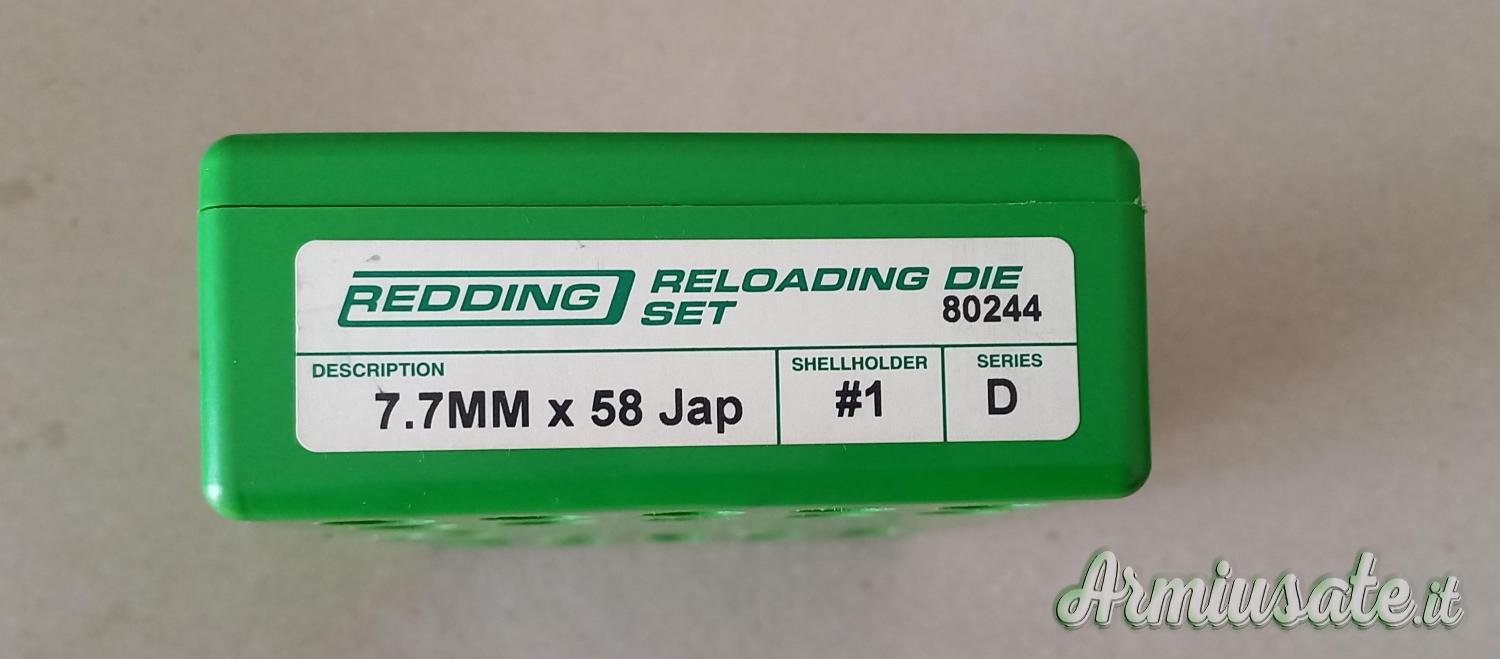 REDDING RELOADING DIE
SET 80244
DESCRIPTION SHELLHOLDER SERIES
7.7MM x 58 Jap #1 D
Armiusate.it